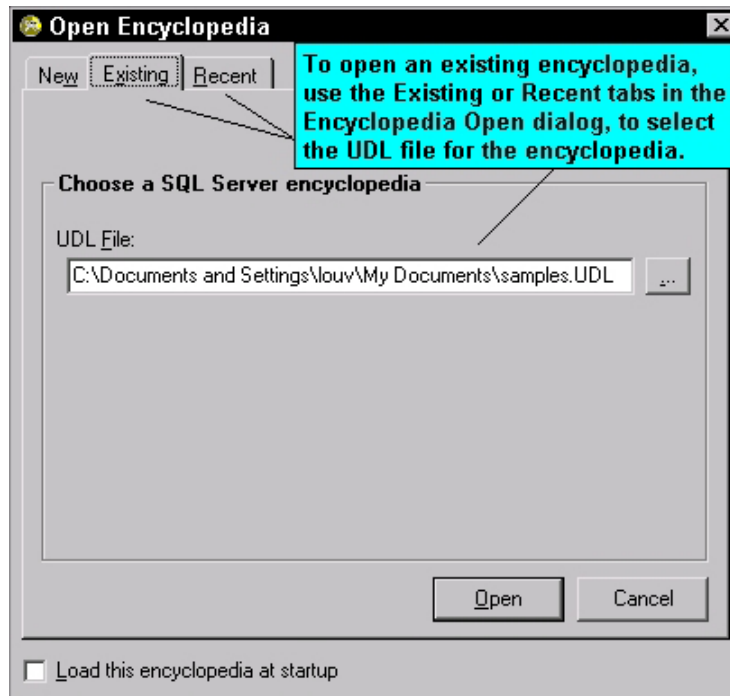 Open Encyclopedia
New Existing Recent
To open an existing encyclopedia,
use the Existing or Recent tabs in the
Encyclopedia Open dialog, to select
the UDL file for the encyclopedia.
Choose a SQL Server encyclopedia
UDL File:
C:\Documents and Settings\louv\My Documents\samples.UDL
...
Open Cancel
Load this encyclopedia at startup